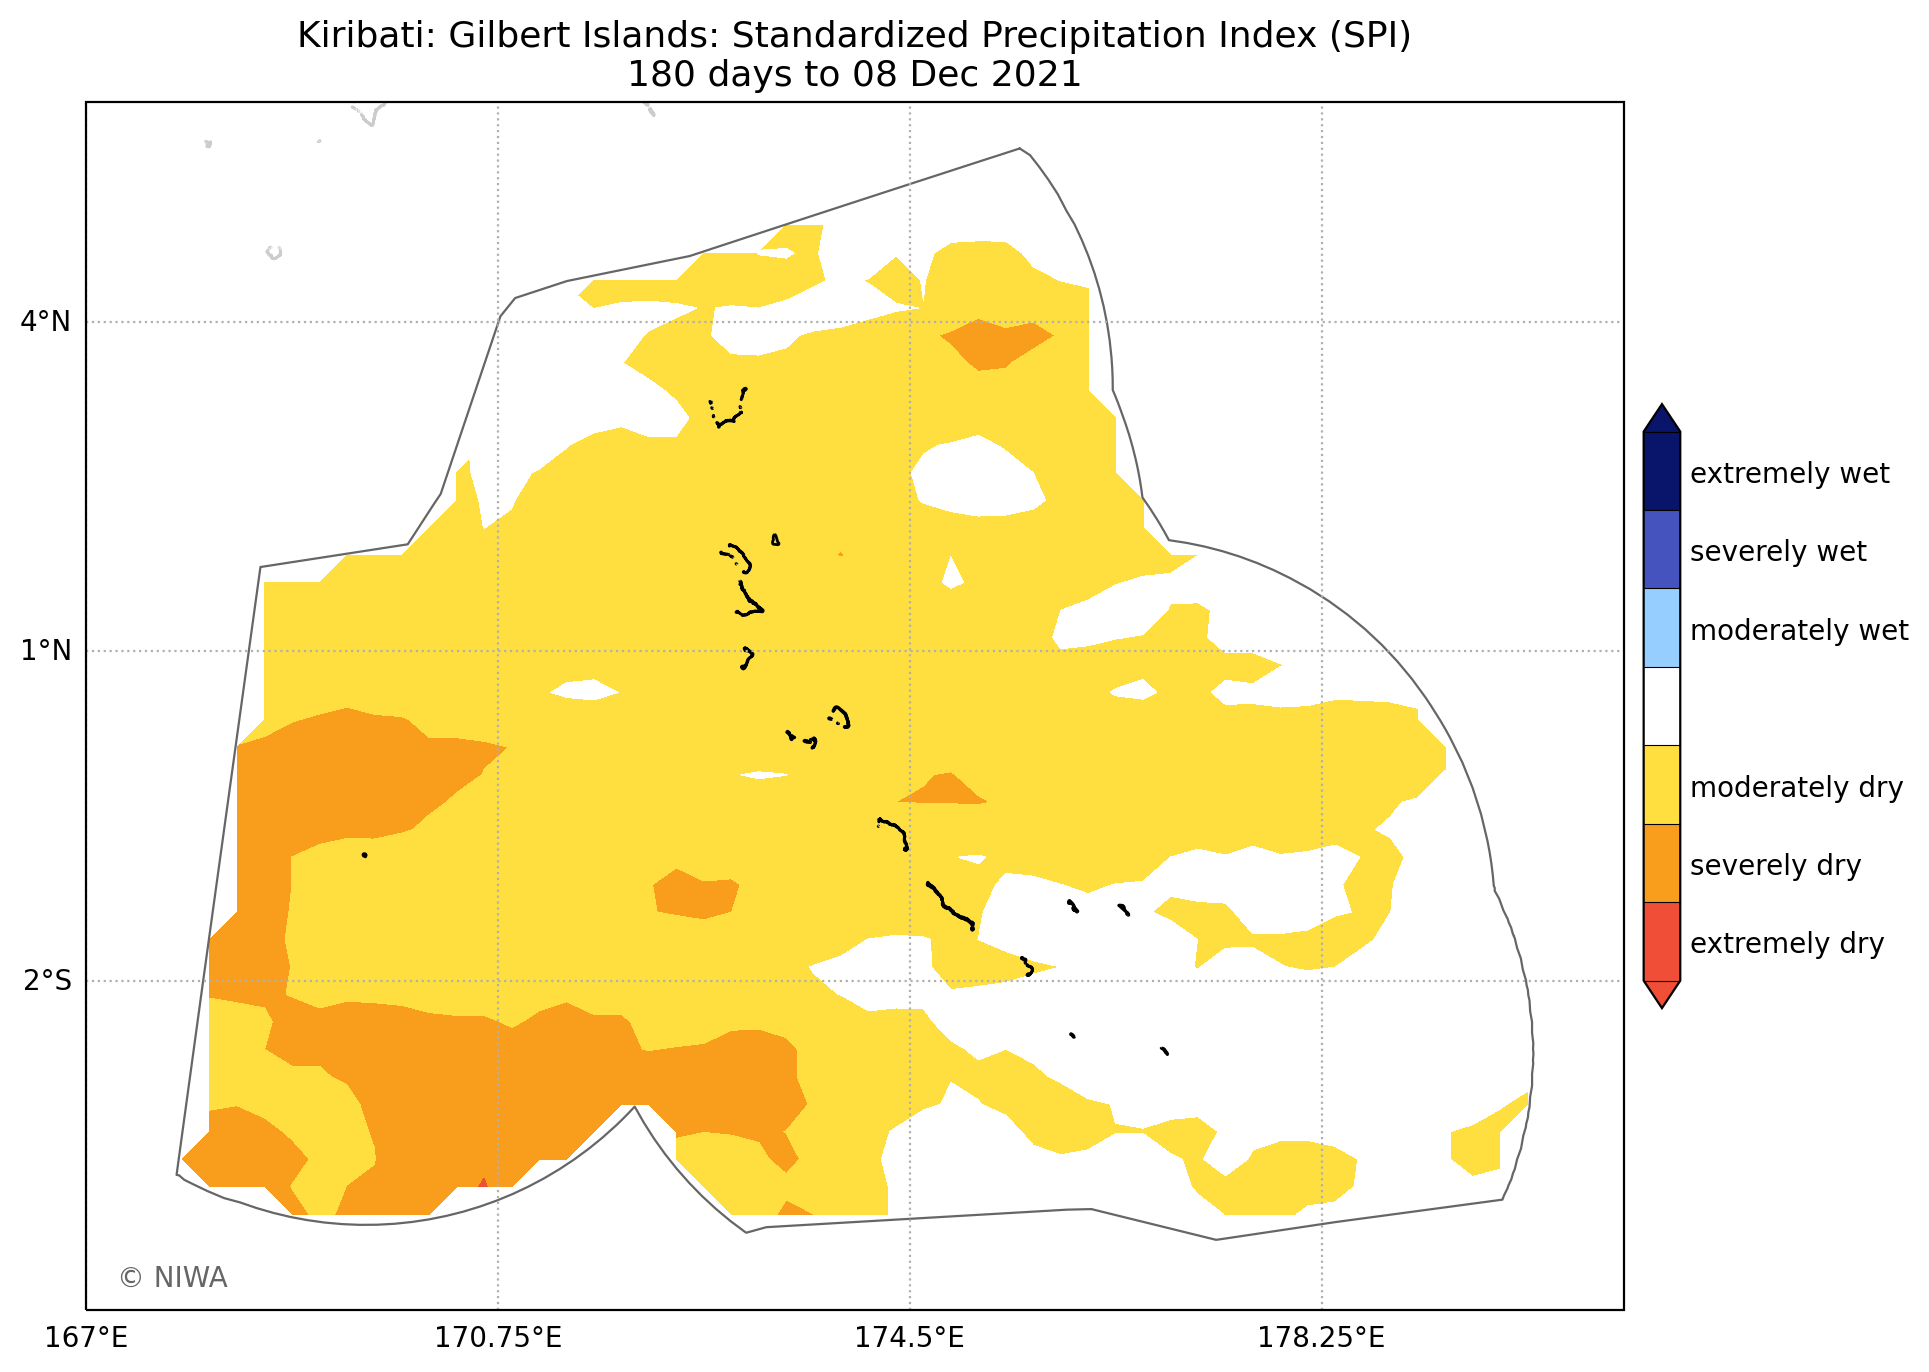 Kiribati: Gilbert Islands: Standardized Precipitation Index (SPI)
180 days to 08 Dec 2021
4°N
1°N
2°S
167°E
170.75°E
174.5°E
178.25°E
extremely wet
severely wet
moderately wet
moderately dry
severely dry
extremely dry
© NIWA